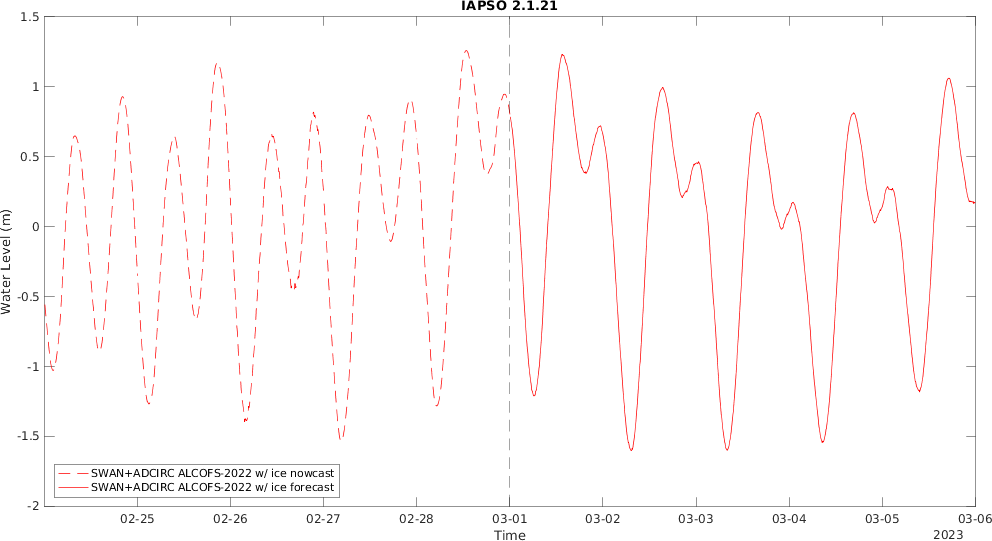 IAPSO 2.1.21
1.5
1
0.5
0
-0.5
-1
-1.5
-2
Water Level (m)
SWAN+ADCIRC ALCOFS-2022 w/ ice nowcast
SWAN+ADCIRC ALCOFS-2022 w/ ice forecast
02-25 02-26 02-27 02-28 03-01 03-02 03-03 03-04 03-05 03-06
Time
2023